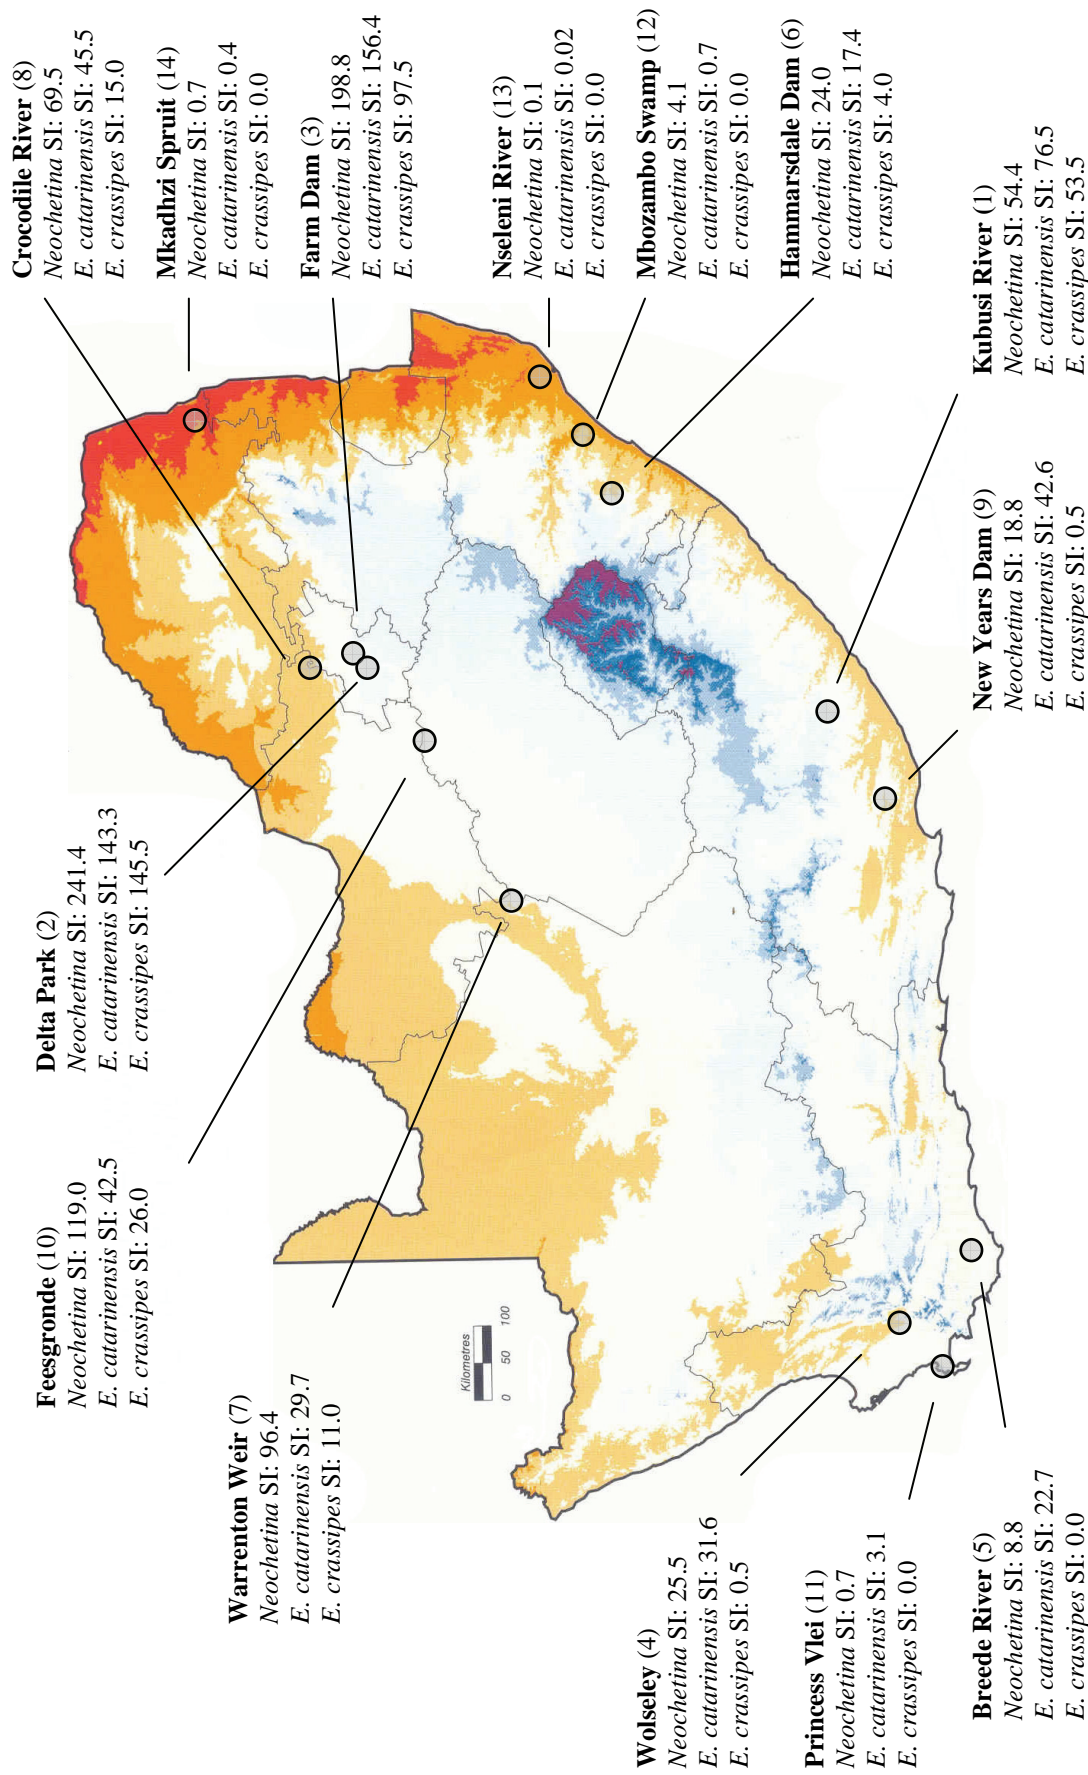 Crocodile River (8)
Neochetina SI: 69.5
E. catarinensis SI: 45.5
E. crassipes SI: 15.0
Mkadhzi Spruit (14)
Neochetina SI: 0.7
E. catarinensis SI: 0.4
E. crassipes SI: 0.0
Farm Dam (3)
Neochetina SI: 198.8
E. catarinensis SI: 156.4
E. crassipes SI: 97.5
Nseleni River (13)
Neochetina SI: 0.1
E. catarinensis SI: 0.02
E. crassipes SI: 0.0
Mbozambo Swamp (12)
Neochetina SI: 4.1
E. catarinensis SI: 0.7
E. crassipes SI: 0.0
Hammarsdale Dam (6)
Neochetina SI: 24.0
E. catarinensis SI: 17.4
E. crassipes SI: 4.0
Kubusi River (1)
Neochetina SI: 54.4
E. catarinensis SI: 76.5
E. crassipes SI: 53.5
New Years Dam (9)
Neochetina SI: 18.8
E. catarinensis SI: 42.6
E. crassipes SI: 0.5
Delta Park (2)
Neochetina SI: 241.4
E. catarinensis SI: 143.3
E. crassipes SI: 145.5
Feesgronde (10)
Neochetina SI: 119.0
E. catarinensis SI: 42.5
E. crassipes SI: 26.0
Warrenton Weir (7)
Neochetina SI: 96.4
E. catarinensis SI: 29.7
E. crassipes SI: 11.0
Kilometres
0 50 100
Wolseley (4)
Neochetina SI: 25.5
E. catarinensis SI: 31.6
E. crassipes SI: 0.5
Princess Vlei (11)
Neochetina SI: 0.7
E. catarinensis SI: 3.1
E. crassipes SI: 0.0
Breede River (5)
Neochetina SI: 8.8
E. catarinensis SI: 22.7
E. crassipes SI: 0.0